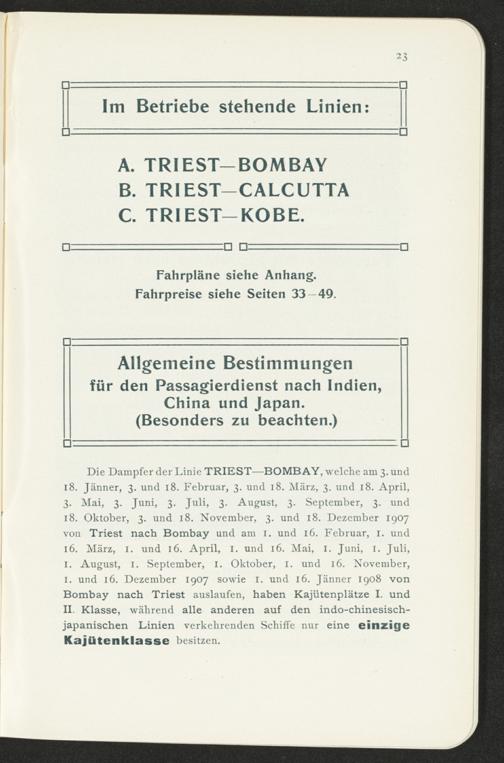 23
Im Betriebe stehende Linien:
A. TRIEST—BOMBAY
B. TRIEST—CALCUTTA
C. TRIEST—KOBE.
Fahrpläne siehe Anhang.
Fahrpreise siehe Seiten 33—49.
Allgemeine Bestimmungen
für den Passagierdienst nach Indien,
China und Japan.
(Besonders zu beachten.)
Die Dampfer der Linie TRIEST—BOMBAY, welche am 3. und
18. Jänner, 3. und 18. Februar, 3. und 18. März, 3. und 18. April,
3. Mai, 3. Juni, 3. Juli, 3. August, 3. September, 3. und
18. Oktober, 3. und 18. November, 3. und 18. Dezember 1907
von Triest nach Bombay und am 1. und 16. Februar, 1. und
16. März, 1. und 16. April, 1. und 16. Mai, 1. Juni, 1. Juli,
1. August, 1. September, 1. Oktober, 1. und 16. November,
1. und 16. Dezember 1907 sowie 1. und 16. Jänner 1908 von
Bombay nach Triest auslaufen, haben Kajütenplätze I. und
II. Klasse, während alle anderen auf den indo-chinesisch-
japanischen Linien verkehrenden Schiffe nur eine einzige
Kajütenklasse besitzen.